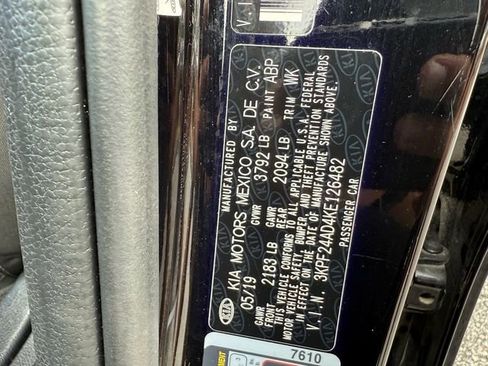 MANUFACTURED BY
KIA MOTORS MEXICO S.A. DE C.V.
05/19 GVWR 3792 LB PAINT ABP
GAWR FRONT 2183 LB GAWR REAR 2094 LB TRIM WK
THIS VEHICLE CONFORMS TO ALL APPLICABLE U.S.A. FEDERAL
MOTOR VEHICLE SAFETY, BUMPER, AND THEFT PREVENTION STANDARDS
IN EFFECT ON THE DATE OF MANUFACTURE SHOWN ABOVE.
V.I.N. 3KPF24AD4KE126482
PASSENGER CAR
KIA
V.I.N
7610